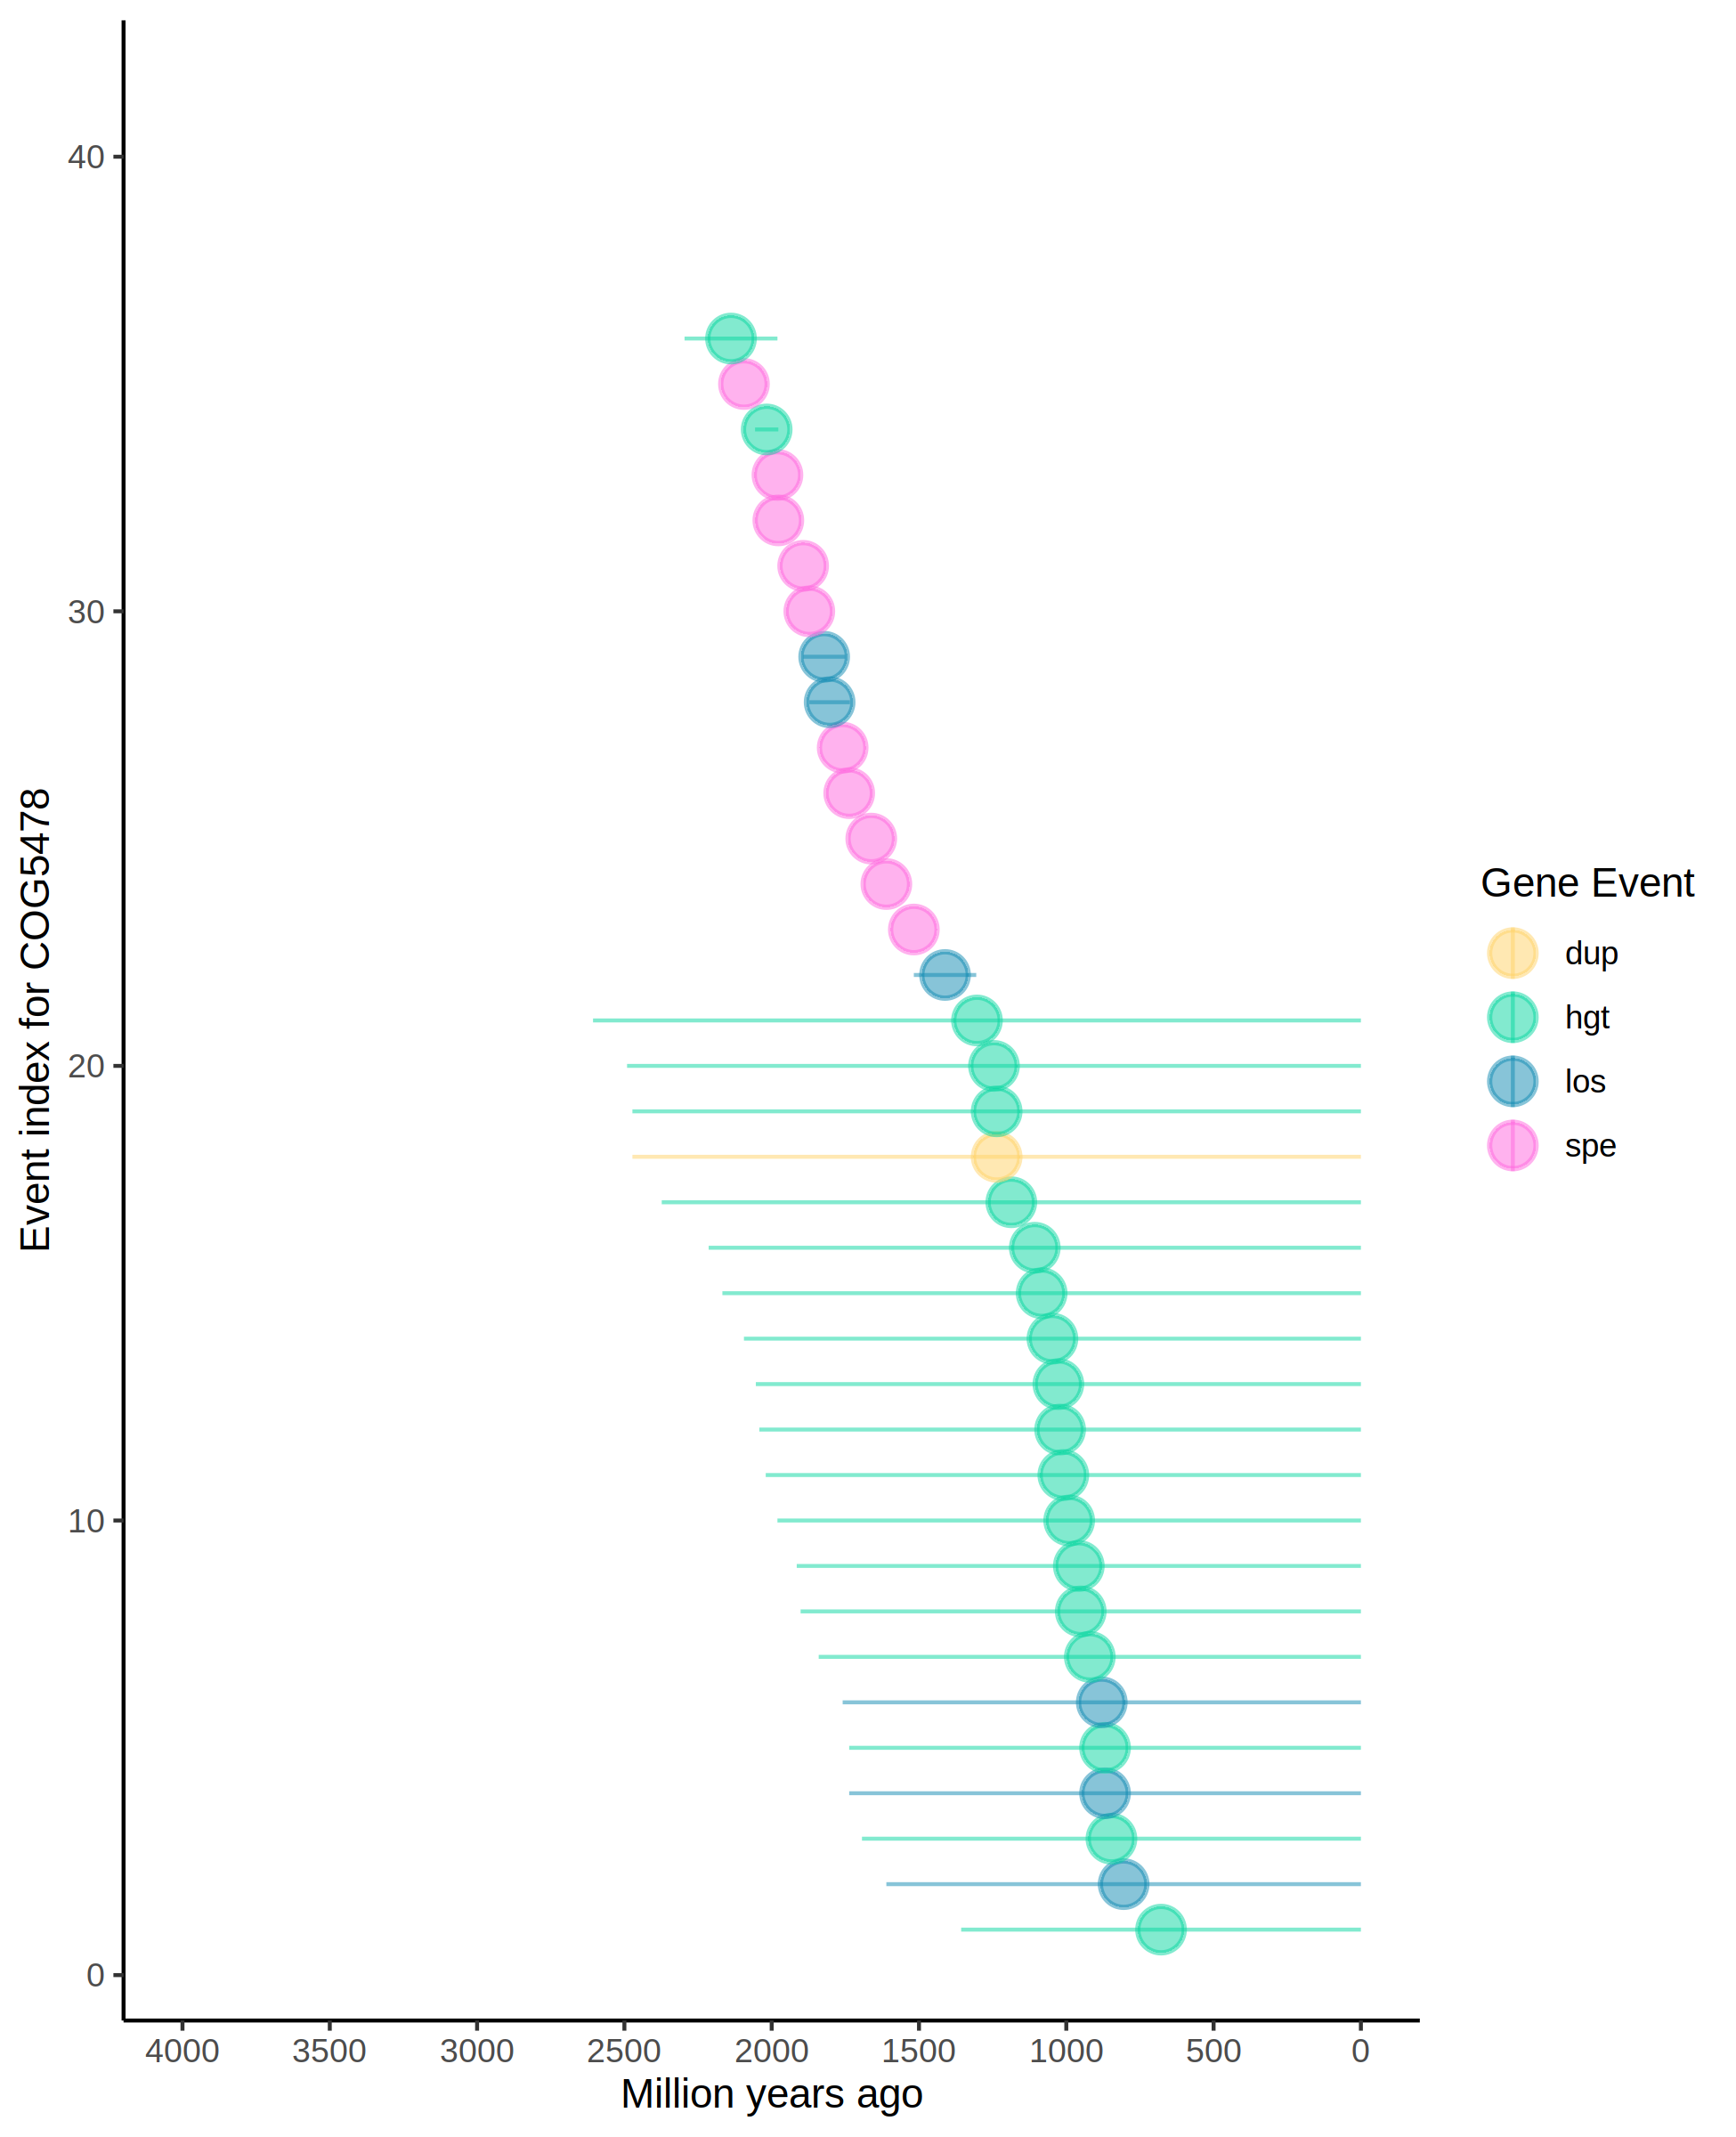 40
30
20
10
0
Event index for COG5478
4000 3500 3000 2500 2000 1500 1000 500 0
Million years ago
Gene Event
dup
hgt
los
spe